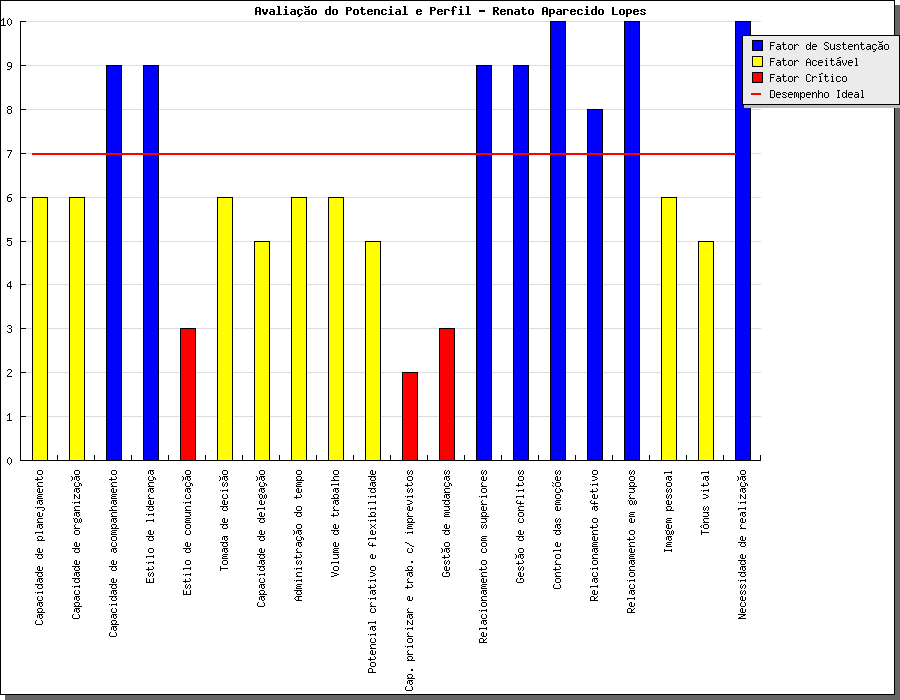 Avaliação do Potencial e Perfil - Renato Aparecido Lopes
Fator de Sustentação
Fator Aceitável
Fator Crítico
Desempenho Ideal
10
9
8
7
6
5
4
3
2
1
0
Capacidade de planejamento
Capacidade de organização
Capacidade de acompanhamento
Estilo de liderança
Estilo de comunicação
Tomada de decisão
Capacidade de delegação
Administração do tempo
Volume de trabalho
Potencial criativo e flexibilidade
Cap. priorizar e trab. c/ imprevistos
Gestão de mudanças
Relacionamento com superiores
Gestão de conflitos
Controle das emoções
Relacionamento afetivo
Relacionamento em grupos
Imagem pessoal
Tônus vital
Necessidade de realização